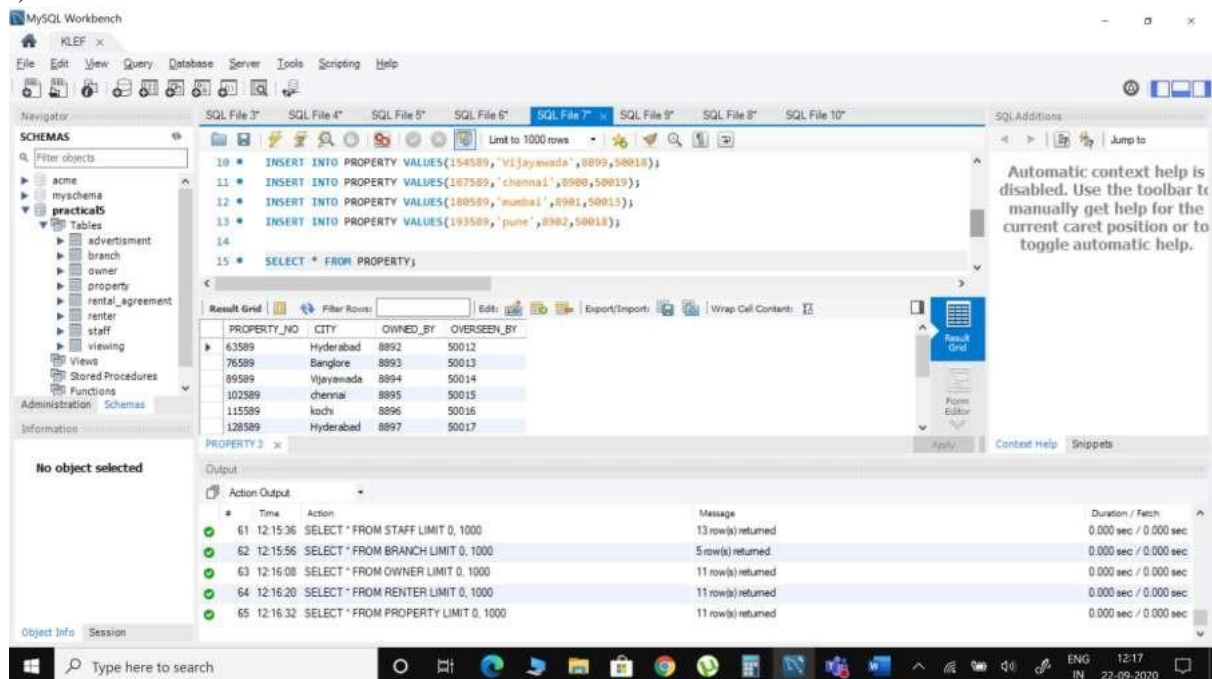 MySQL Workbench
KLEF ×
File Edit View Query Database Server Tools Scripting Help
Navigator
SCHEMAS
Filter objects
acme
myschema
practical5
Tables
advertisment
branch
owner
property
rental_agreement
renter
staff
viewing
Views
Stored Procedures
Functions
Administration Schemas
Information
No object selected
Object Info Session
SQL File 3* SQL File 4* SQL File 5* SQL File 6* SQL File 7* × SQL File 9* SQL File 8* SQL File 10*
Limit to 1000 rows
10 INSERT INTO PROPERTY VALUES(154589,'Vijayawada',8899,50018);
11 INSERT INTO PROPERTY VALUES(167589,'chennai',8900,50019);
12 INSERT INTO PROPERTY VALUES(180589,'mumbai',8901,50013);
13 INSERT INTO PROPERTY VALUES(193589,'pune',8902,50018);
14
15 SELECT * FROM PROPERTY;
Result Grid Filter Rows: Edit: Export/Import: Wrap Cell Content:
PROPERTY_NO CITY OWNED_BY OVERSEEN_BY
63589 Hyderabad 8892 50012
76589 Banglore 8893 50013
89589 Vijayawada 8894 50014
102589 chennai 8895 50015
115589 kochi 8896 50016
128589 Hyderabad 8897 50017
Result Grid
Form Editor
PROPERTY 3 ×
Apply
Output
Action Output
# Time Action Message Duration / Fetch
61 12:15:36 SELECT * FROM STAFF LIMIT 0, 1000 13 row(s) returned 0.000 sec / 0.000 sec
62 12:15:56 SELECT * FROM BRANCH LIMIT 0, 1000 5 row(s) returned 0.000 sec / 0.000 sec
63 12:16:08 SELECT * FROM OWNER LIMIT 0, 1000 11 row(s) returned 0.000 sec / 0.000 sec
64 12:16:20 SELECT * FROM RENTER LIMIT 0, 1000 11 row(s) returned 0.000 sec / 0.000 sec
65 12:16:32 SELECT * FROM PROPERTY LIMIT 0, 1000 11 row(s) returned 0.000 sec / 0.000 sec
SQLAdditions
Jump to
Automatic context help is
disabled. Use the toolbar to
manually get help for the
current caret position or to
toggle automatic help.
Context Help Snippets
Type here to search
ENG 12:17
IN 22-09-2020